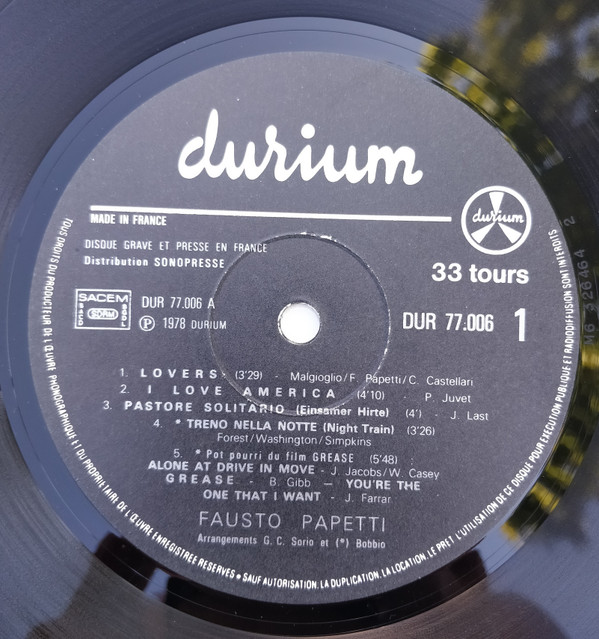 durium
MADE IN FRANCE
durium
DISQUE GRAVE ET PRESSE EN FRANCE
Distribution SONOPRESSE
33 tours
SACEM
SACD SDRM SGDL
DUR 77.006 A
Ⓟ 1978 DURIUM
DUR 77.006 1
1. LOVERS (3'29) - Malgioglio/F. Papetti/C. Castellari
2. I LOVE AMERICA (4'10) - P. Juvet
3. PASTORE SOLITARIO (Einsamer Hirte) (4') - J. Last
4. * TRENO NELLA NOTTE (Night Train) (3'26)
Forest/Washington/Simpkins
5. * Pot pourri du film GREASE (5'48)
ALONE AT DRIVE IN MOVE - J. Jacobs/W. Casey
GREASE - B. Gibb — YOU'RE THE
ONE THAT I WANT - J. Farrar
FAUSTO PAPETTI
Arrangements G. C. Sorio et (*) Bobbio
TOUS DROITS DU PRODUCTEUR DE L'ŒUVRE PHONOGRAPHIQUE ET DU PROPRIETAIRE DE L'ŒUVRE ENREGISTREE RESERVES ● SAUF AUTORISATION, LA DUPLICATION, LA LOCATION, LE PRET L'UTILISATION DE CE DISQUE POUR EXECUTION PUBLIQUE ET RADIODIFFUSION SONT INTERDITS